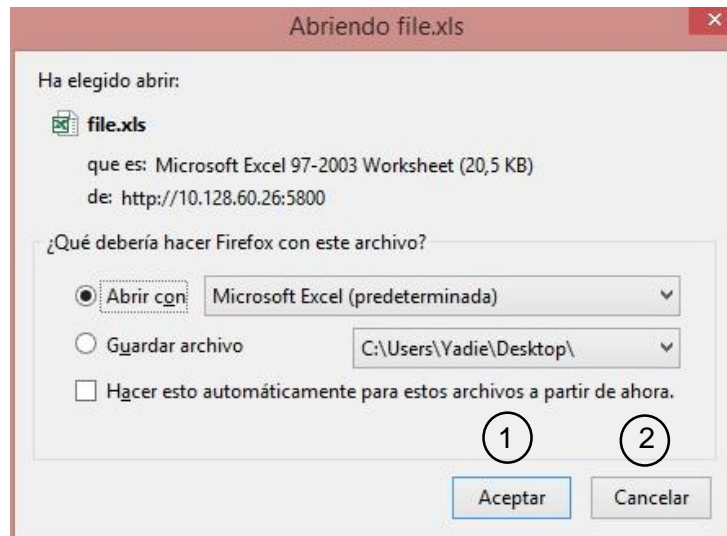 Abriendo file.xls
Ha elegido abrir:
file.xls
que es: Microsoft Excel 97-2003 Worksheet (20,5 KB)
de: http://10.128.60.26:5800
¿Qué debería hacer Firefox con este archivo?
Abrir con Microsoft Excel (predeterminada)
Guardar archivo C:\Users\Yadie\Desktop\
Hacer esto automáticamente para estos archivos a partir de ahora.
1 2
Aceptar Cancelar